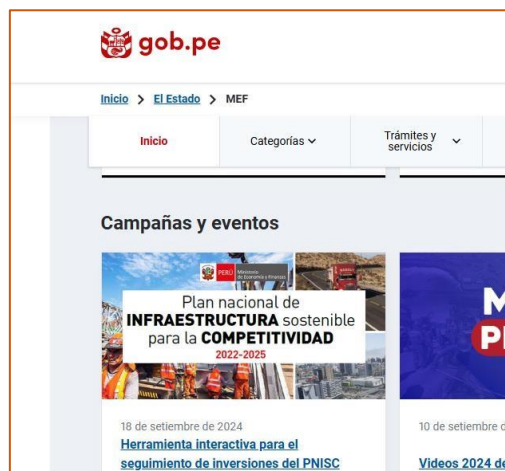 gob.pe
Inicio > El Estado > MEF
Inicio
Categorías
Trámites y
servicios
Campañas y eventos
PERÚ
Ministerio
de Economía y Finanzas
Plan nacional de
INFRAESTRUCTURA sostenible
para la COMPETITIVIDAD
2022-2025
18 de setiembre de 2024
Herramienta interactiva para el
seguimiento de inversiones del PNISC
10 de setiembre d
Videos 2024 de